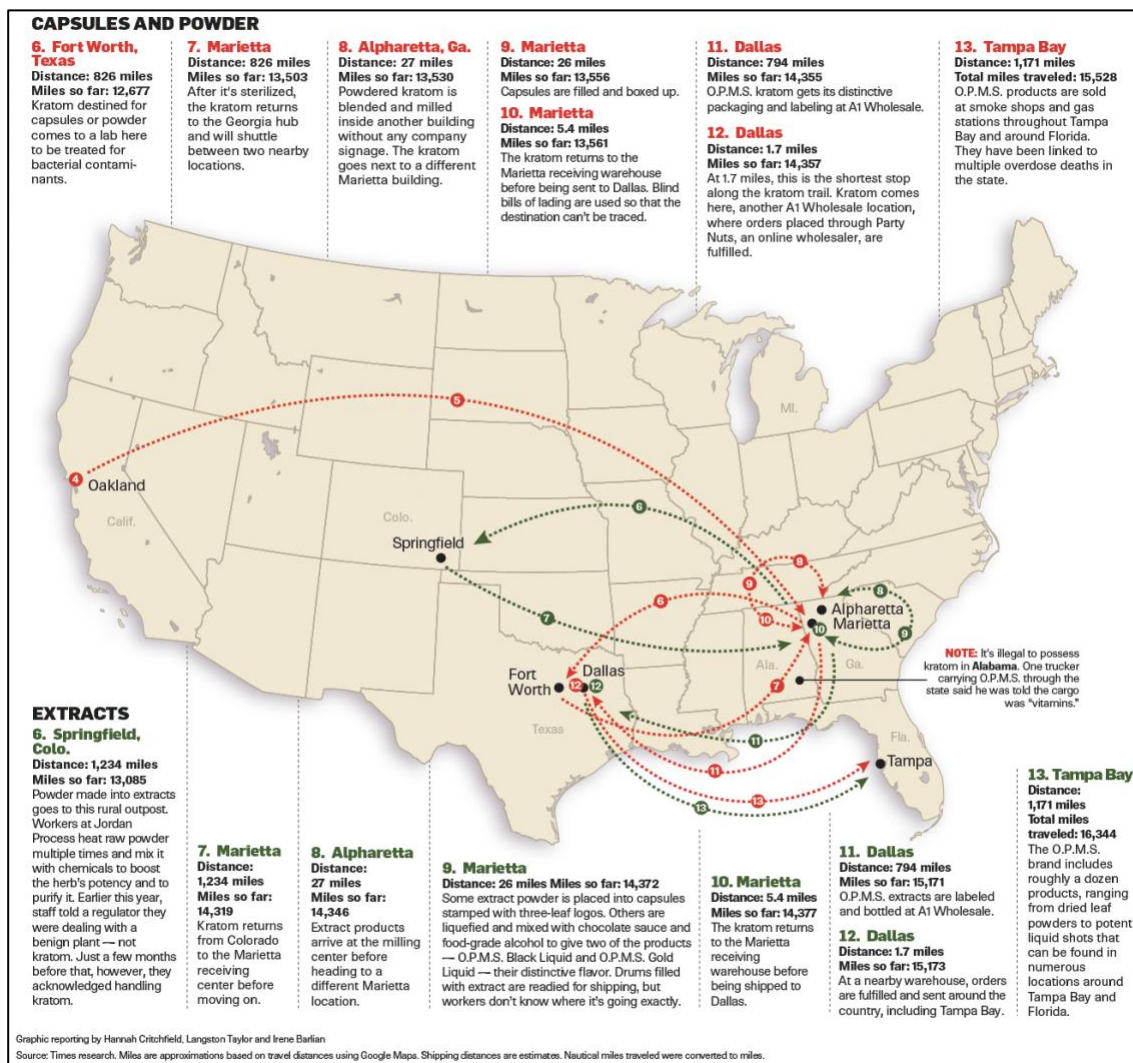 CAPSULES AND POWDER
6. Fort Worth,
Texas
Distance: 826 miles
Miles so far: 12,677
Kratom destined for
capsules or powder
comes to a lab here
to be treated for
bacterial contami-
nants.
7. Marietta
Distance: 826 miles
Miles so far: 13,503
After it's sterilized,
the kratom returns
to the Georgia hub
and will shuttle
between two nearby
locations.
8. Alpharetta, Ga.
Distance: 27 miles
Miles so far: 13,530
Powdered kratom is
blended and milled
inside another building
without any company
signage. The kratom
goes next to a different
Marietta building.
9. Marietta
Distance: 26 miles
Miles so far: 13,556
Capsules are filled and boxed up.
10. Marietta
Distance: 5.4 miles
Miles so far: 13,561
The kratom returns to the
Marietta receiving warehouse
before being sent to Dallas. Blind
bills of lading are used so that the
destination can't be traced.
11. Dallas
Distance: 794 miles
Miles so far: 14,355
O.P.M.S. kratom gets its distinctive
packaging and labeling at A1 Wholesale.
12. Dallas
Distance: 1.7 miles
Miles so far: 14,357
At 1.7 miles, this is the shortest stop
along the kratom trail. Kratom comes
here, another A1 Wholesale location,
where orders placed through Party
Nuts, an online wholesaler, are
fulfilled.
13. Tampa Bay
Distance: 1,171 miles
Total miles traveled: 15,528
O.P.M.S. products are sold
at smoke shops and gas
stations throughout Tampa
Bay and around Florida.
They have been linked to
multiple overdose deaths in
the state.
5
MI.
4
Oakland
Calif.
Colo.
6
Springfield
8
9
6
8
Alpharetta
10
Marietta
10
7
9
NOTE: It's illegal to possess
kratom in Alabama. One trucker
carrying O.P.M.S. through the
state said he was told the cargo
was "vitamins."
Ala.
Ga.
Fort
Worth
Dallas
12
12
7
Texas
11
Fla.
11
Tampa
13
13
EXTRACTS
6. Springfield,
Colo.
Distance: 1,234 miles
Miles so far: 13,085
Powder made into extracts
goes to this rural outpost.
Workers at Jordan
Process heat raw powder
multiple times and mix it
with chemicals to boost
the herb's potency and to
purify it. Earlier this year,
staff told a regulator they
were dealing with a
benign plant — not
kratom. Just a few months
before that, however, they
acknowledged handling
kratom.
7. Marietta
Distance:
1,234 miles
Miles so far:
14,319
Kratom returns
from Colorado
to the Marietta
receiving
center before
moving on.
8. Alpharetta
Distance:
27 miles
Miles so far:
14,346
Extract products
arrive at the milling
center before
heading to a
different Marietta
location.
9. Marietta
Distance: 26 miles Miles so far: 14,372
Some extract powder is placed into capsules
stamped with three-leaf logos. Others are
liquefied and mixed with chocolate sauce and
food-grade alcohol to give two of the products
— O.P.M.S. Black Liquid and O.P.M.S. Gold
Liquid — their distinctive flavor. Drums filled
with extract are readied for shipping, but
workers don't know where it's going exactly.
10. Marietta
Distance: 5.4 miles
Miles so far: 14,377
The kratom returns
to the Marietta
receiving
warehouse before
being shipped to
Dallas.
11. Dallas
Distance: 794 miles
Miles so far: 15,171
O.P.M.S. extracts are labeled
and bottled at A1 Wholesale.
12. Dallas
Distance: 1.7 miles
Miles so far: 15,173
At a nearby warehouse, orders
are fulfilled and sent around the
country, including Tampa Bay.
13. Tampa Bay
Distance:
1,171 miles
Total miles
traveled: 16,344
The O.P.M.S.
brand includes
roughly a dozen
products, ranging
from dried leaf
powders to potent
liquid shots that
can be found in
numerous
locations around
Tampa Bay and
Florida.
Graphic reporting by Hannah Critchfield, Langston Taylor and Irene Barlian
Source: Times research. Miles are approximations based on travel distances using Google Maps. Shipping distances are estimates. Nautical miles traveled were converted to miles.